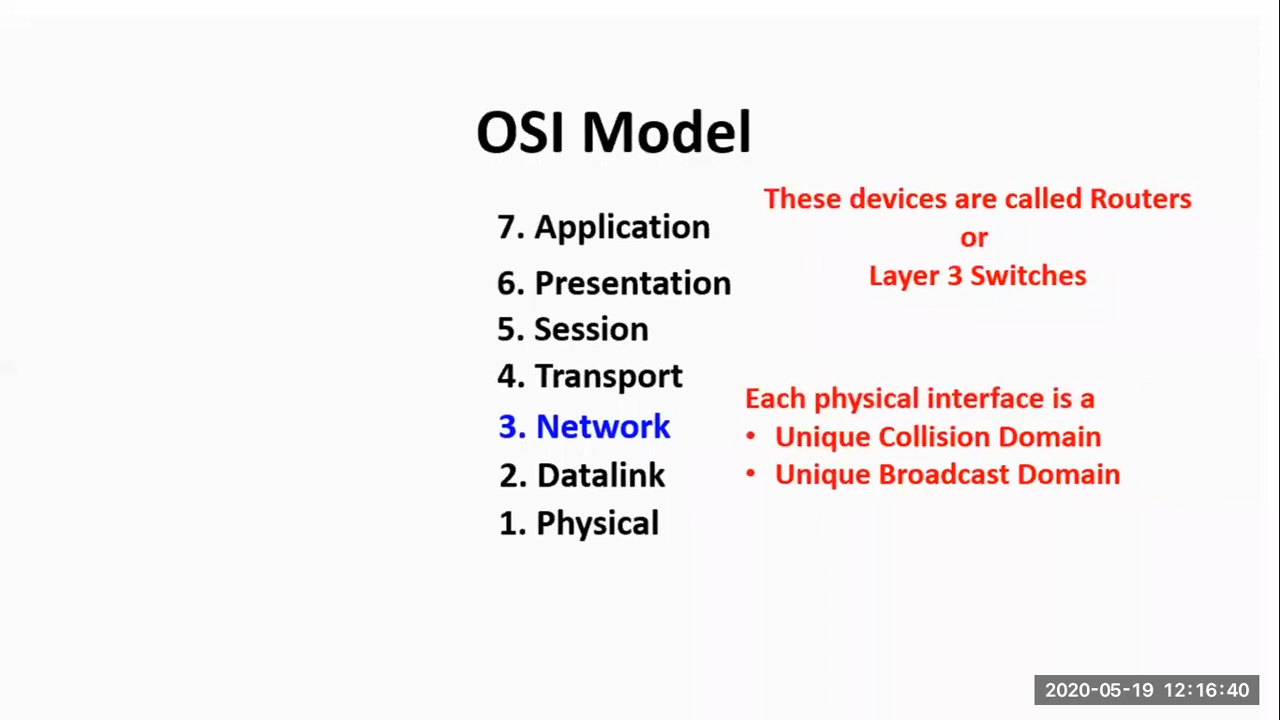 OSI Model
7. Application
6. Presentation
5. Session
4. Transport
3. Network
2. Datalink
1. Physical
These devices are called Routers
or
Layer 3 Switches
Each physical interface is a
• Unique Collision Domain
• Unique Broadcast Domain
2020-05-19 12:16:40